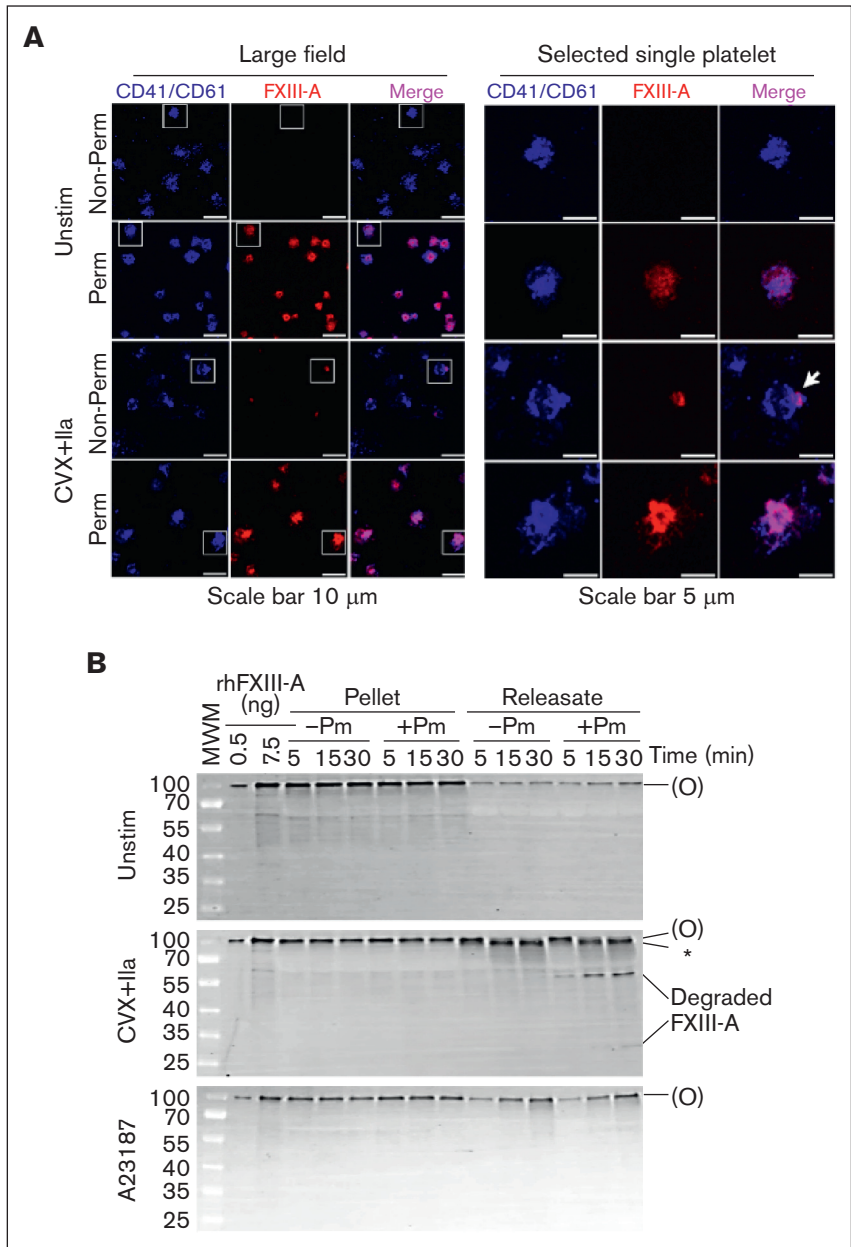 A
Large field
Selected single platelet
CD41/CD61 FXIII-A Merge
CD41/CD61 FXIII-A Merge
Unstim
Non-Perm
Perm
CVX+IIa
Non-Perm
Perm
Scale bar 10 μm
Scale bar 5 μm
B
rhFXIII-A (ng)
Pellet
Releasate
–Pm +Pm –Pm +Pm
MWM 0.5 7.5 5 15 30 5 15 30 5 15 30 5 15 30 Time (min)
Unstim
100
70
55
40
35
25
(O)
CVX+IIa
100
70
55
40
35
25
(O)
*
Degraded
FXIII-A
A23187
100
70
55
40
35
25
(O)